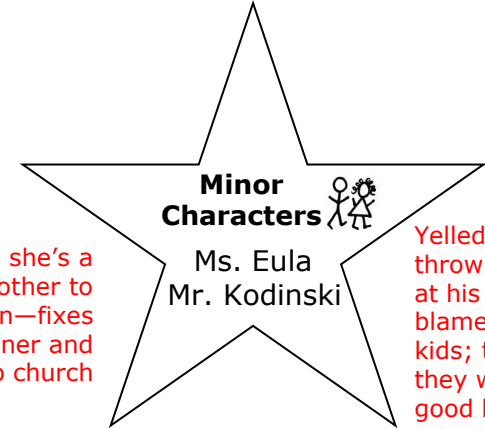 Minor
Characters
Ms. Eula
Mr. Kodinski
she's a
other to
—fixes
and
church
Yelled
throw
at his
blame
kids;
they
good